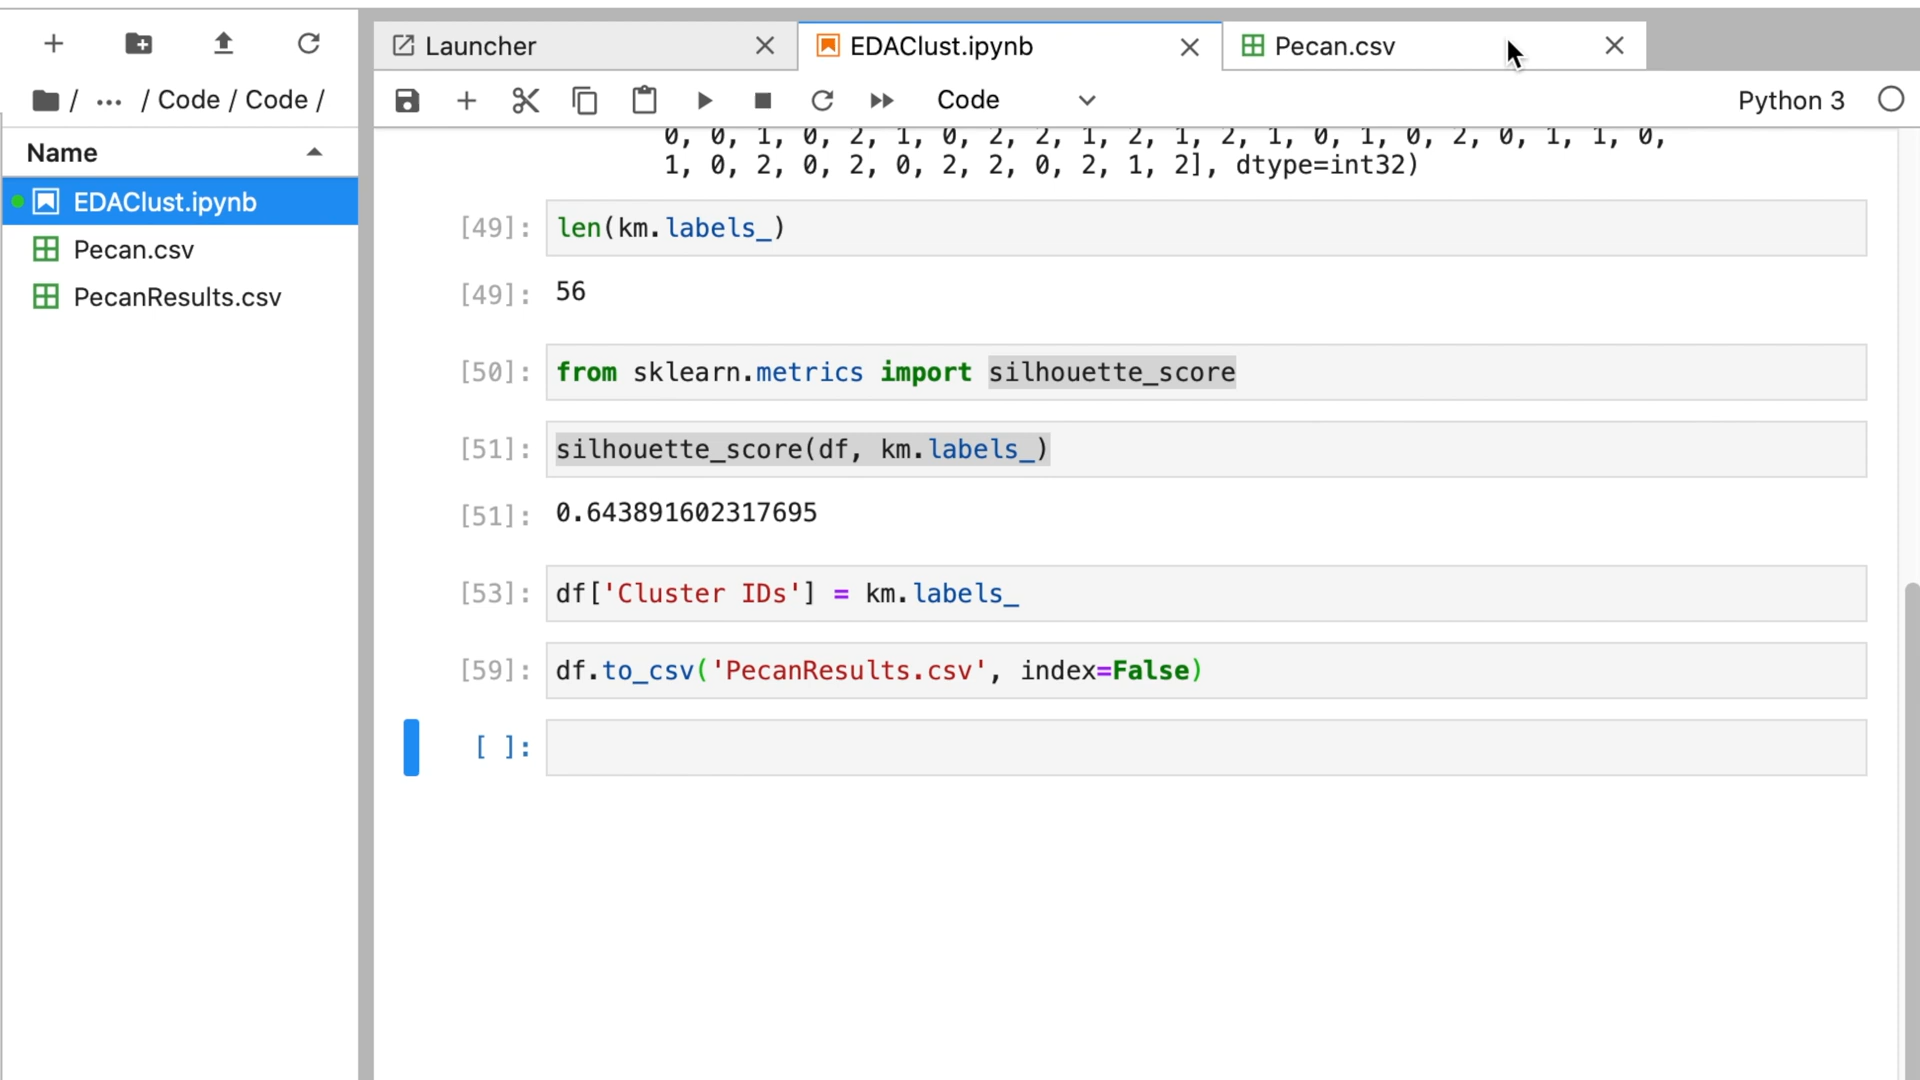 Launcher
EDAClust.ipynb
Pecan.csv
/ ... / Code / Code /
Code
Python 3
Name
EDAClust.ipynb
Pecan.csv
PecanResults.csv
0, 0, 1, 0, 2, 1, 0, 2, 2, 1, 2, 1, 2, 1, 0, 1, 0, 2, 0, 1, 1, 0,
1, 0, 2, 0, 2, 0, 2, 2, 0, 2, 1, 2], dtype=int32)
[49]: len(km.labels_)
[49]: 56
[50]: from sklearn.metrics import silhouette_score
[51]: silhouette_score(df, km.labels_)
[51]: 0.643891602317695
[53]: df['Cluster IDs'] = km.labels_
[59]: df.to_csv('PecanResults.csv', index=False)
[ ]: